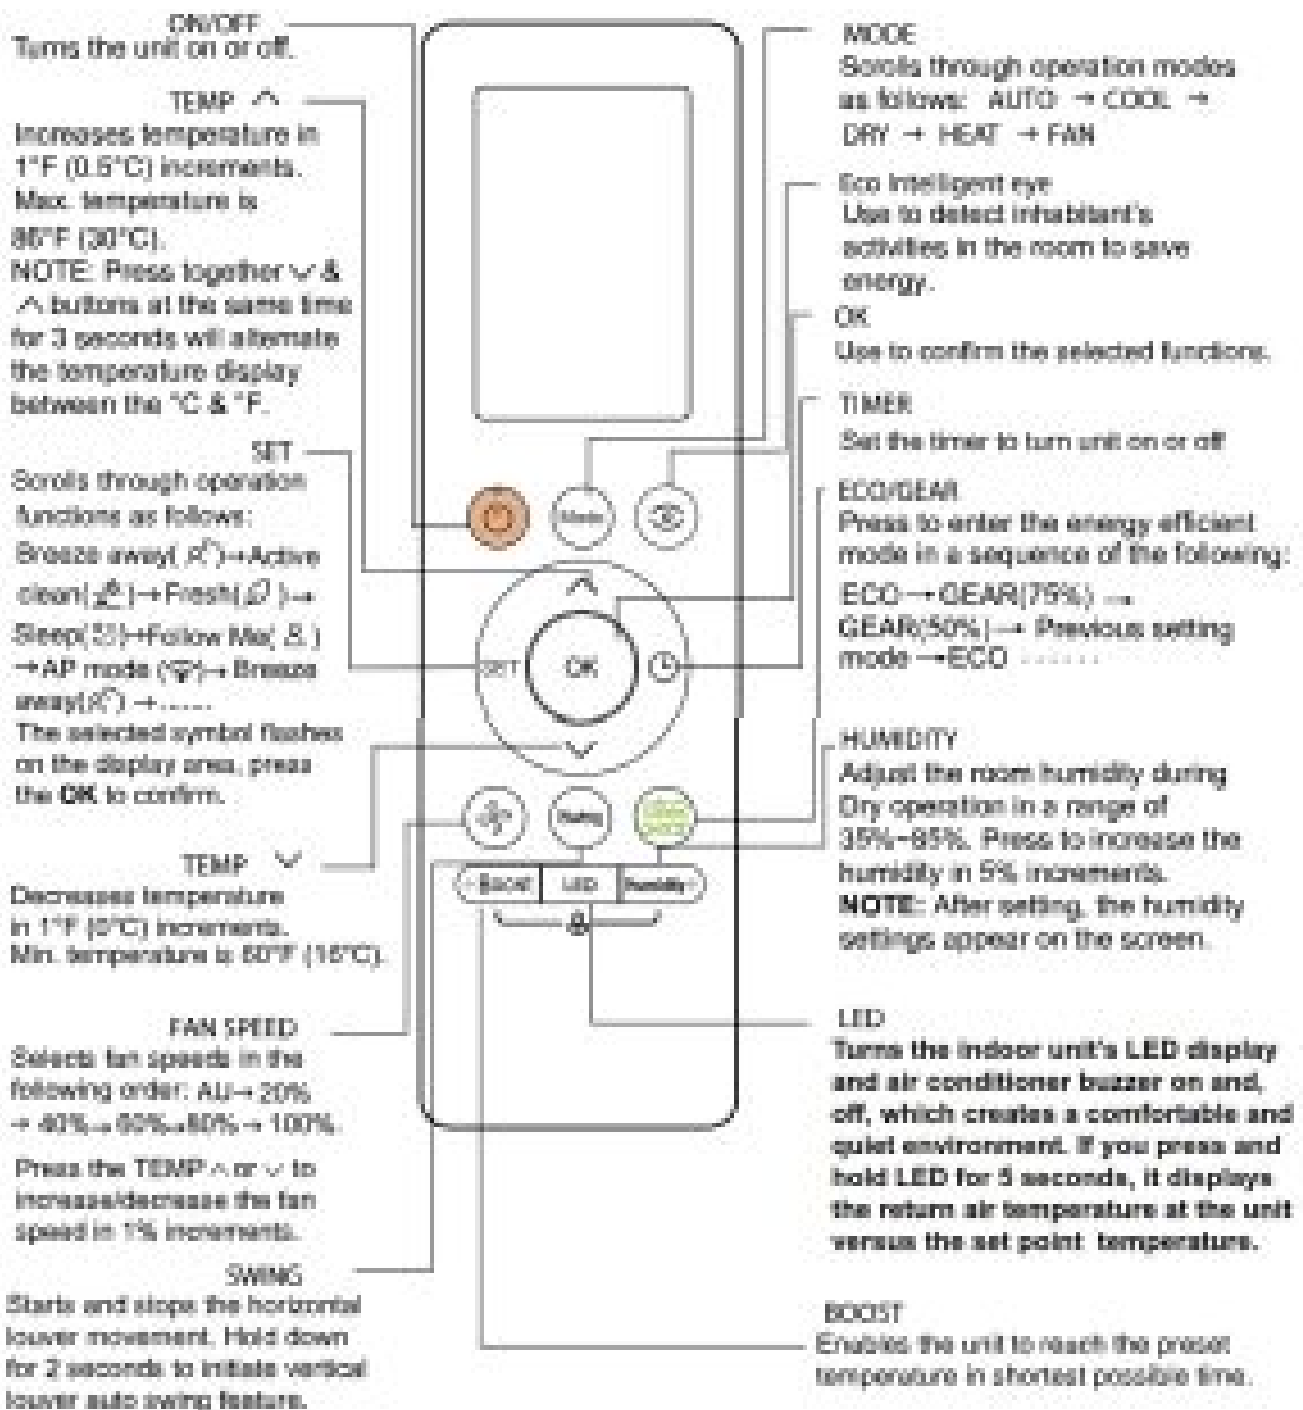 ON/OFF
Turns the unit on or off.
TEMP ^
Increases temperature in
1°F (0.5°C) increments.
Max. temperature is
86°F (30°C).
NOTE: Press together ∨ &
∧ buttons at the same time
for 3 seconds will alternate
the temperature display
between the °C & °F.
SET
Scrolls through operation
functions as follows:
Breeze away( )→Active
clean( )→Fresh( )→
Sleep( )→Follow Me( )
→AP mode ( )→ Breeze
away( ) →......
The selected symbol flashes
on the display area, press
the OK to confirm.
TEMP ∨
Decreases temperature
in 1°F (0°C) increments.
Min. temperature is 60°F (16°C).
FAN SPEED
Selects fan speeds in the
following order: AU→ 20%
→ 40%→ 60%→80%→ 100%.
Press the TEMP ∧ or ∨ to
increase/decrease the fan
speed in 1% increments.
SWING
Starts and stops the horizontal
louver movement. Hold down
for 2 seconds to initiate vertical
louver auto swing feature.
Mode
SET
OK
Swing
Boost
LED
Humidity
MODE
Scrolls through operation modes
as follows: AUTO → COOL →
DRY → HEAT → FAN
Eco Intelligent eye
Use to detect inhabitant's
activities in the room to save
energy.
OK
Use to confirm the selected functions.
TIMER
Set the timer to turn unit on or off
ECO/GEAR
Press to enter the energy efficient
mode in a sequence of the following:
ECO→GEAR(75%) →
GEAR(50%)→ Previous setting
mode →ECO ......
HUMIDITY
Adjust the room humidity during
Dry operation in a range of
35%~85%. Press to increase the
humidity in 5% increments.
NOTE: After setting, the humidity
settings appear on the screen.
LED
Turns the indoor unit's LED display
and air conditioner buzzer on and,
off, which creates a comfortable and
quiet environment. If you press and
hold LED for 5 seconds, it displays
the return air temperature at the unit
versus the set point temperature.
BOOST
Enables the unit to reach the preset
temperature in shortest possible time.